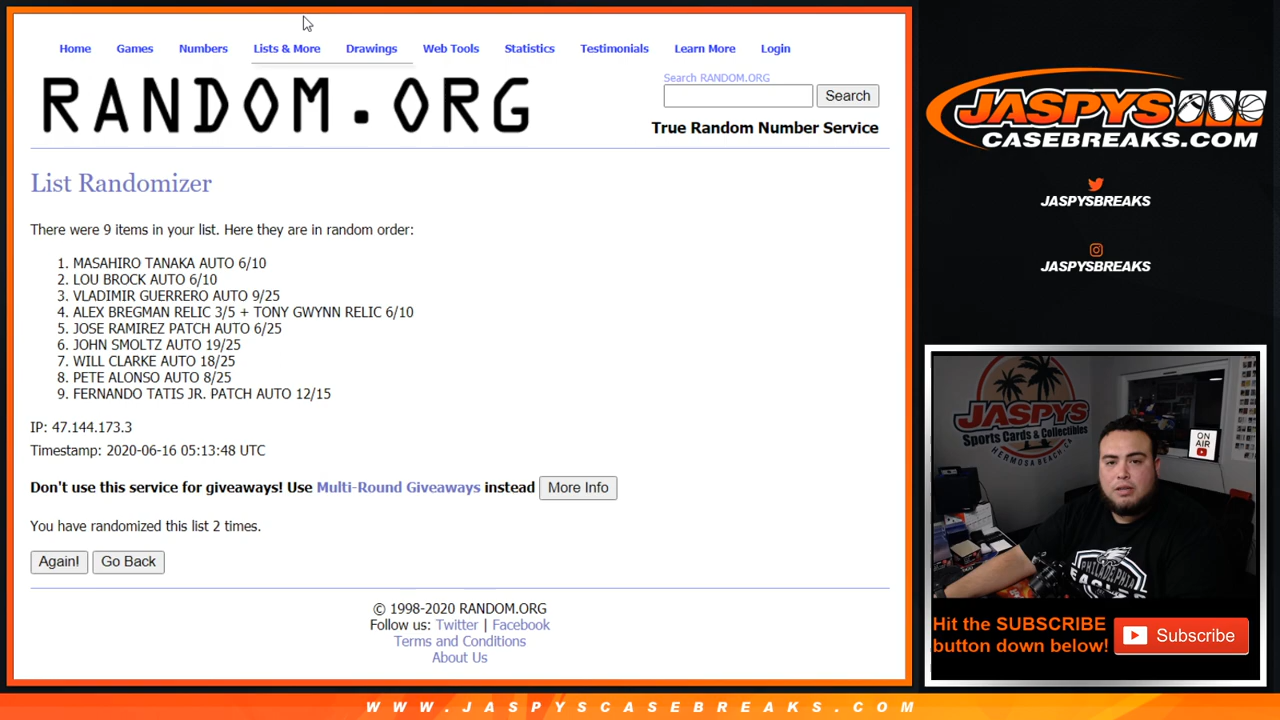 Home Games Numbers Lists & More Drawings Web Tools Statistics Testimonials Learn More Login
RANDOM.ORG
Search RANDOM.ORG
Search
True Random Number Service
List Randomizer
There were 9 items in your list. Here they are in random order:
1. MASAHIRO TANAKA AUTO 6/10
2. LOU BROCK AUTO 6/10
3. VLADIMIR GUERRERO AUTO 9/25
4. ALEX BREGMAN RELIC 3/5 + TONY GWYNN RELIC 6/10
5. JOSE RAMIREZ PATCH AUTO 6/25
6. JOHN SMOLTZ AUTO 19/25
7. WILL CLARKE AUTO 18/25
8. PETE ALONSO AUTO 8/25
9. FERNANDO TATIS JR. PATCH AUTO 12/15
IP: 47.144.173.3
Timestamp: 2020-06-16 05:13:48 UTC
Don't use this service for giveaways! Use Multi-Round Giveaways instead More Info
You have randomized this list 2 times.
Again! Go Back
© 1998-2020 RANDOM.ORG
Follow us: Twitter | Facebook
Terms and Conditions
About Us
JASPYS
CASEBREAKS.COM
JASPYSBREAKS
JASPYSBREAKS
JASPYS
Sports Cards & Collectibles
HERMOSA BEACH, CA
ON
AIR
PHILADELPHIA
EAGLES
Hit the SUBSCRIBE
button down below!
Subscribe
WWW.JASPYSCASEBREAKS.COM